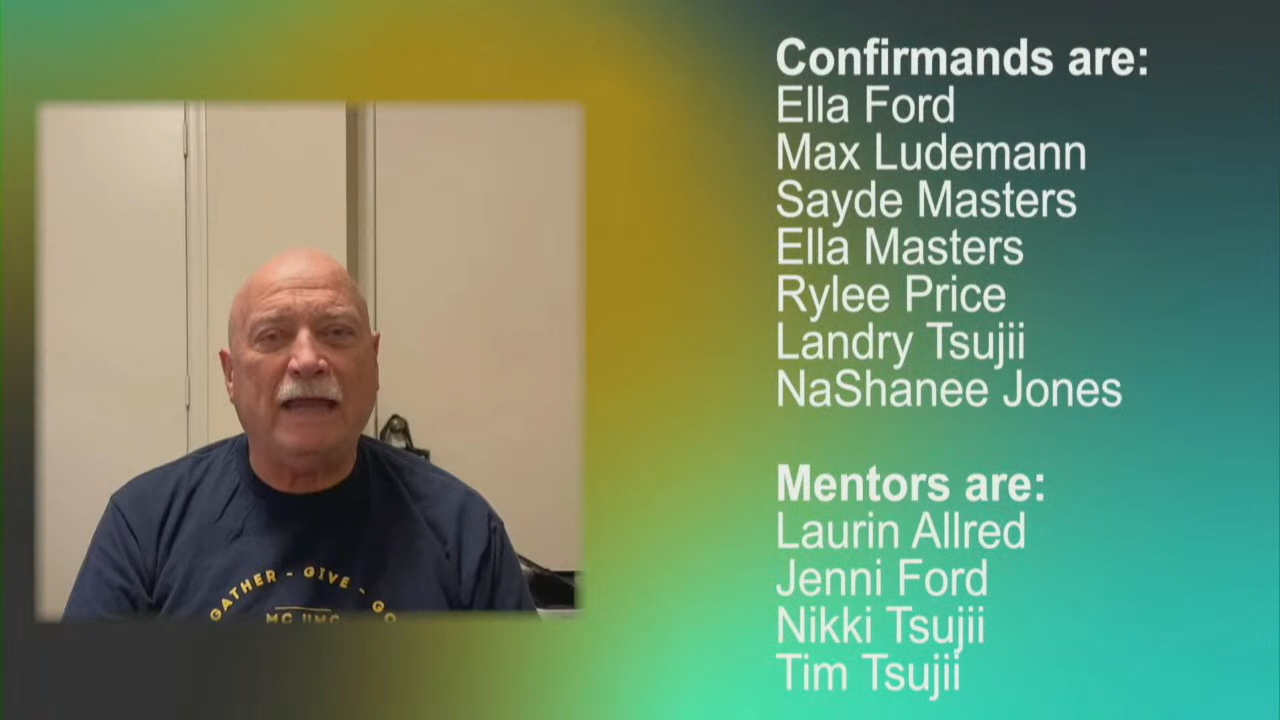 Confirmands are:
Ella Ford
Max Ludemann
Sayde Masters
Ella Masters
Rylee Price
Landry Tsujii
NaShanee Jones
Mentors are:
Laurin Allred
Jenni Ford
Nikki Tsujii
Tim Tsujii
GATHER - GIVE - GO
MC UMC